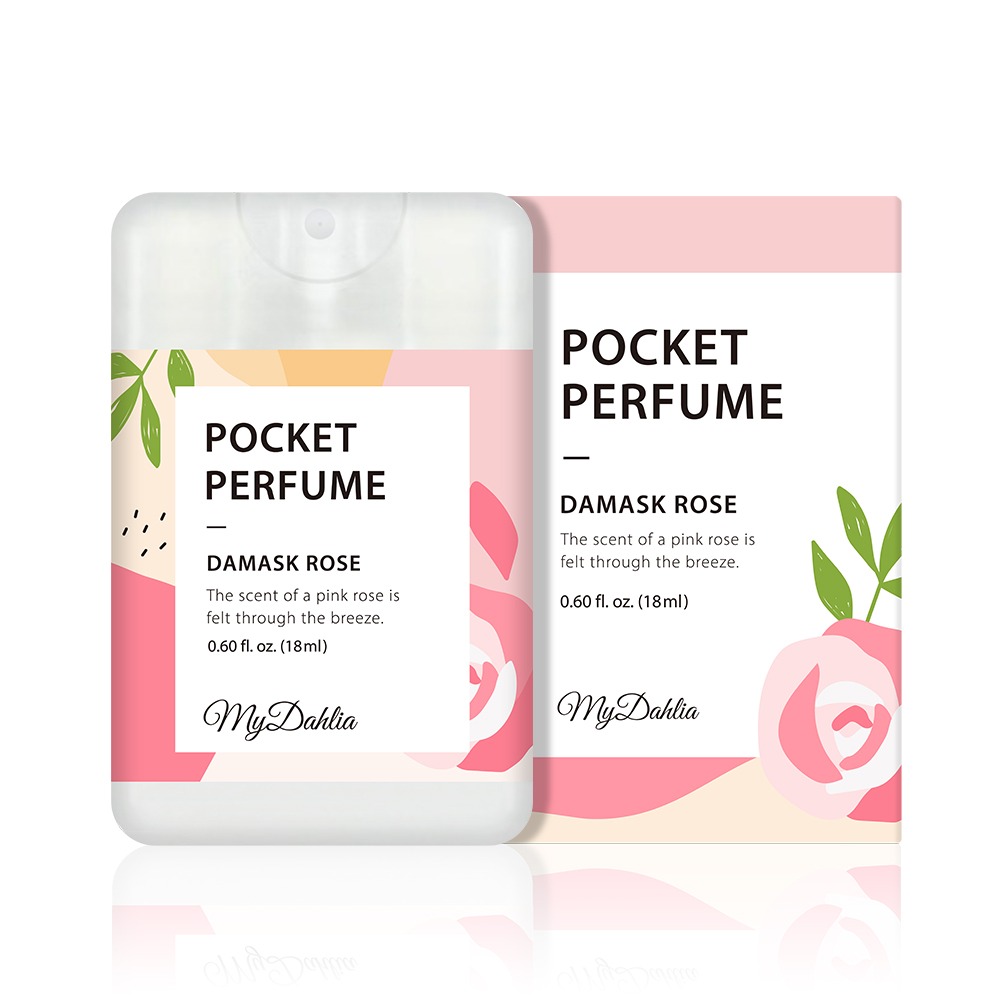 POCKET
PERFUME
—
DAMASK ROSE
The scent of a pink rose is
felt through the breeze.
0.60 fl. oz. (18ml)
MyDahlia
POCKET
PERFUME
—
DAMASK ROSE
The scent of a pink rose is
felt through the breeze.
0.60 fl. oz. (18ml)
MyDahlia